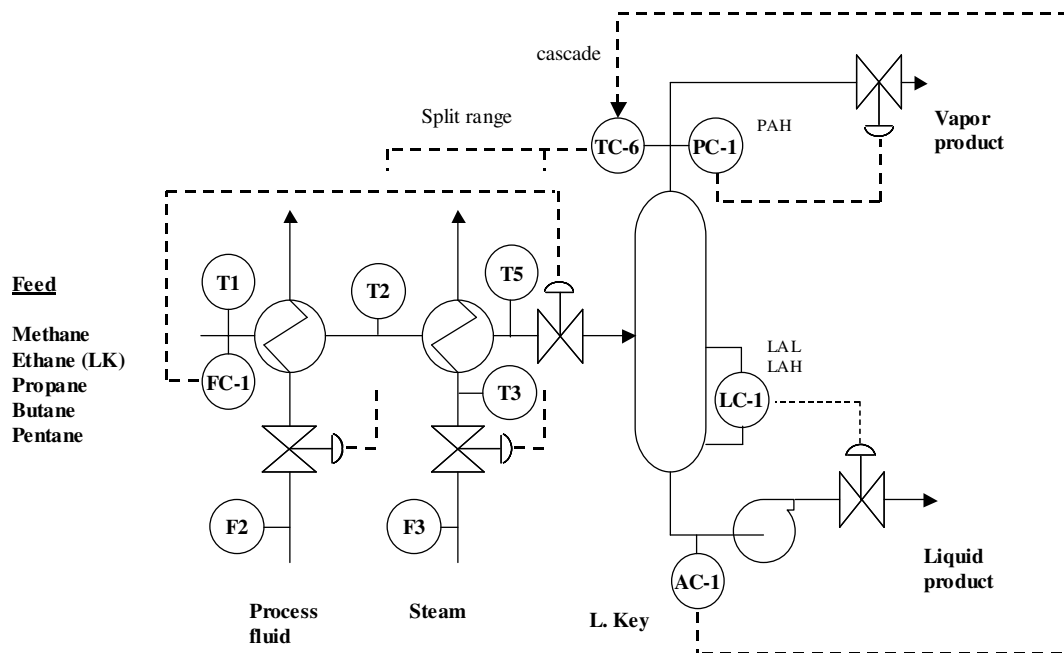 cascade
Split range
TC-6
PC-1
PAH
Vapor
product
Feed
Methane
Ethane (LK)
Propane
Butane
Pentane
T1
FC-1
T2
T5
T3
LAL
LAH
LC-1
F2
F3
Process
fluid
Steam
L. Key
AC-1
Liquid
product